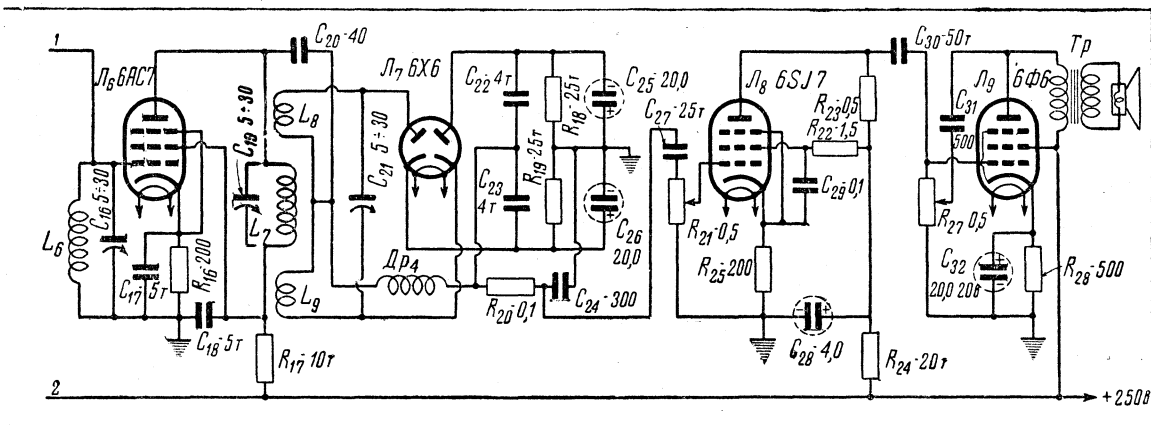 1
Л6 6АС7
C16 5÷30
L6
C17 5т
R16-200
C18-5т
C19 5÷30
L7
R17-10т
C20-40
L8
L9
C21 5÷30
Л7 6Х6
Др4
C22-4т
C23 4т
R18-25т
R19-25т
C25-20,0
C26 20,0
R20-0,1
C24-300
C27-25т
R21-0,5
Л8 6SJ7
R23-0,5
R22-1,5
C29-0,1
R25-200
C28-4,0
R24-20т
C30-50т
C31 500
Л9 6Ф6
R27 0,5
C32 20,0 20в
R28-500
Тр
2
+250в